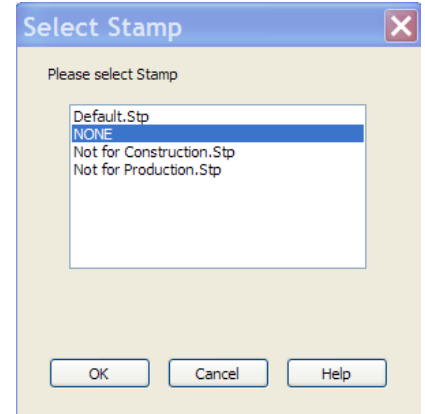 Select Stamp
Please select Stamp
Default.Stp
NONE
Not for Construction.Stp
Not for Production.Stp
OK Cancel Help